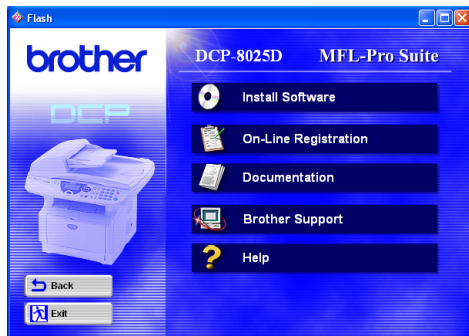 Flash
brother
DCP-8025D MFL-Pro Suite
DCP
Install Software
On-Line Registration
Documentation
Brother Support
Help
Back
Exit